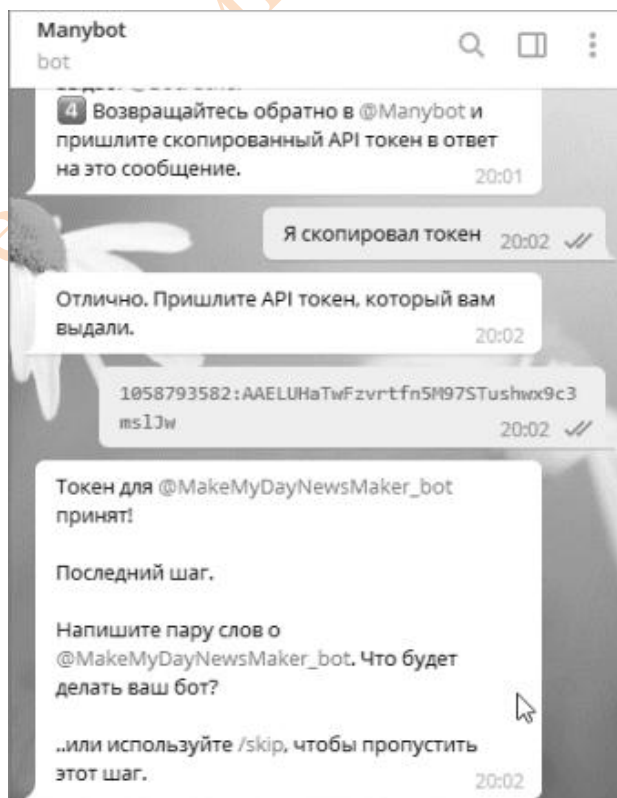 Manybot
bot
4 Возвращайтесь обратно в @Manybot и
пришлите скопированный API токен в ответ
на это сообщение.
20:01
Я скопировал токен 20:02
Отлично. Пришлите API токен, который вам
выдали.
20:02
1058793582:AAELUHaTwFzvrtfn5M97STushwx9c3
mslJw
20:02
Токен для @MakeMyDayNewsMaker_bot
принят!
Последний шаг.
Напишите пару слов о
@MakeMyDayNewsMaker_bot. Что будет
делать ваш бот?
..или используйте /skip, чтобы пропустить
этот шаг.
20:02